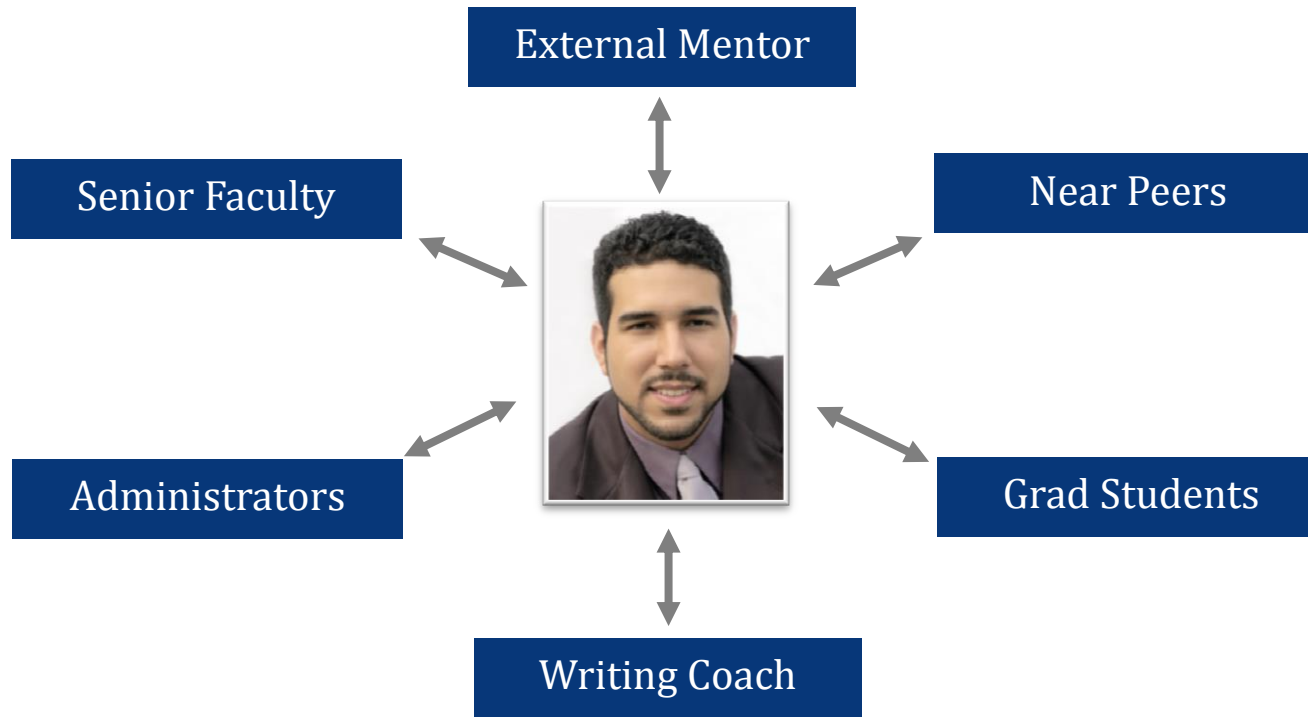 External Mentor
Senior Faculty
Near Peers
Administrators
Grad Students
Writing Coach